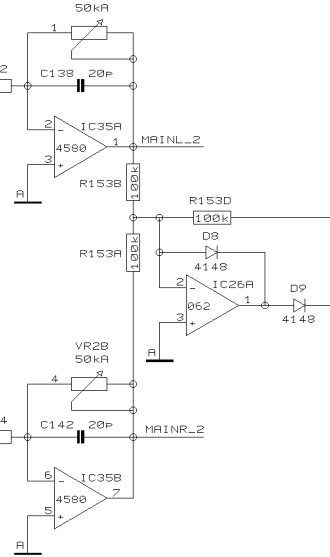 50kA
1
2
C138 20p
2
IC35A
4580
1
MAINL_2
3
A
R153B
100k
R153D
100k
R153A
100k
D8
4148
2
IC26A
062
1
D9
4148
3
A
VR2B
50kA
4
4
C142 20p
MAINR_2
6
IC35B
4580
7
5
A